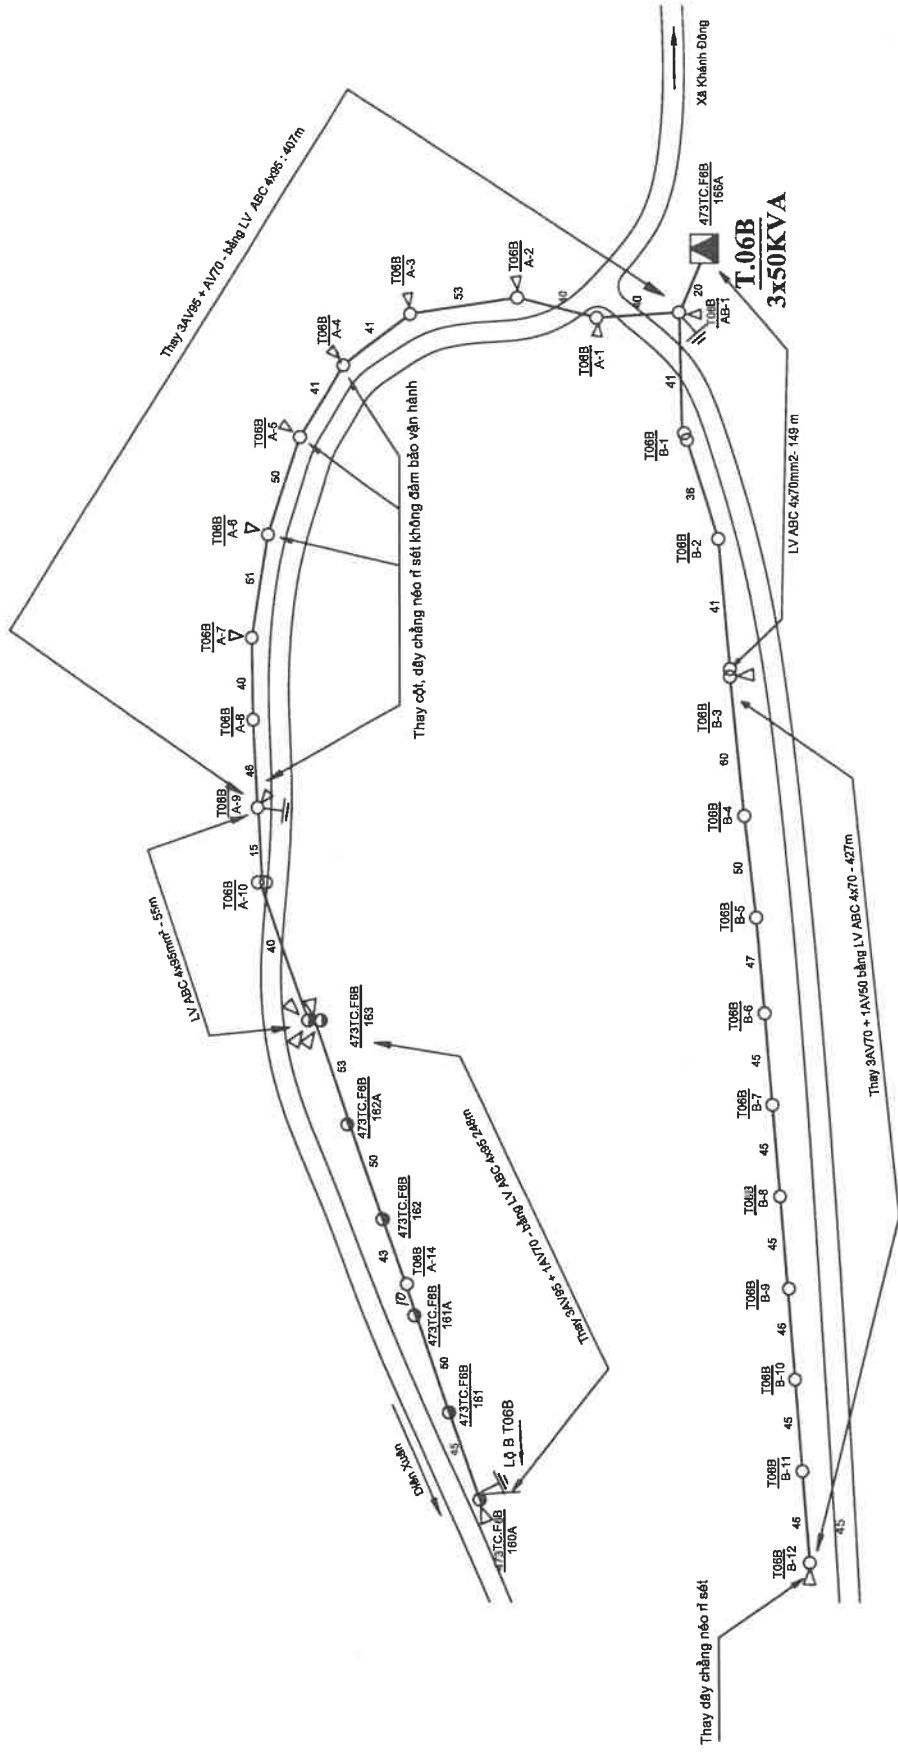 Thay 3AV95 + AV70 - bằng LV ABC 4x95 : 407m
Xã Khánh Đông
473TC.F6B
166A
T.06B
3x50KVA
20
T06B
AB-1
40
40
T06B
A-1
T06B
A-2
53
T06B
A-3
41
T06B
A-4
41
T06B
A-5
50
T06B
A-6
51
T06B
A-7
40
T06B
A-8
46
T06B
A-9
15
T06B
A-10
40
LV ABC 4x95mm² - 55m
Thay cột, dây chằng néo rỉ sét không đảm bảo vận hành
473TC.F6B
163
53
473TC.F6B
162A
50
473TC.F6B
162
43
T06B
A-14
10
473TC.F6B
161A
50
473TC.F6B
161
45
473TC.F6B
160A
Lộ B T06B
Diên Xuân
Thay 3AV95 + 1AV70 - bằng LV ABC 4x95 248m
41
T06B
B-1
36
T06B
B-2
41
T06B
B-3
LV ABC 4x70mm2- 149 m
60
T06B
B-4
50
T06B
B-5
47
T06B
B-6
45
T06B
B-7
45
T06B
B-8
45
T06B
B-9
45
T06B
B-10
45
T06B
B-11
45
T06B
B-12
45
Thay 3AV70 + 1AV50 bằng LV ABC 4x70 - 427m
Thay dây chằng néo rỉ sét